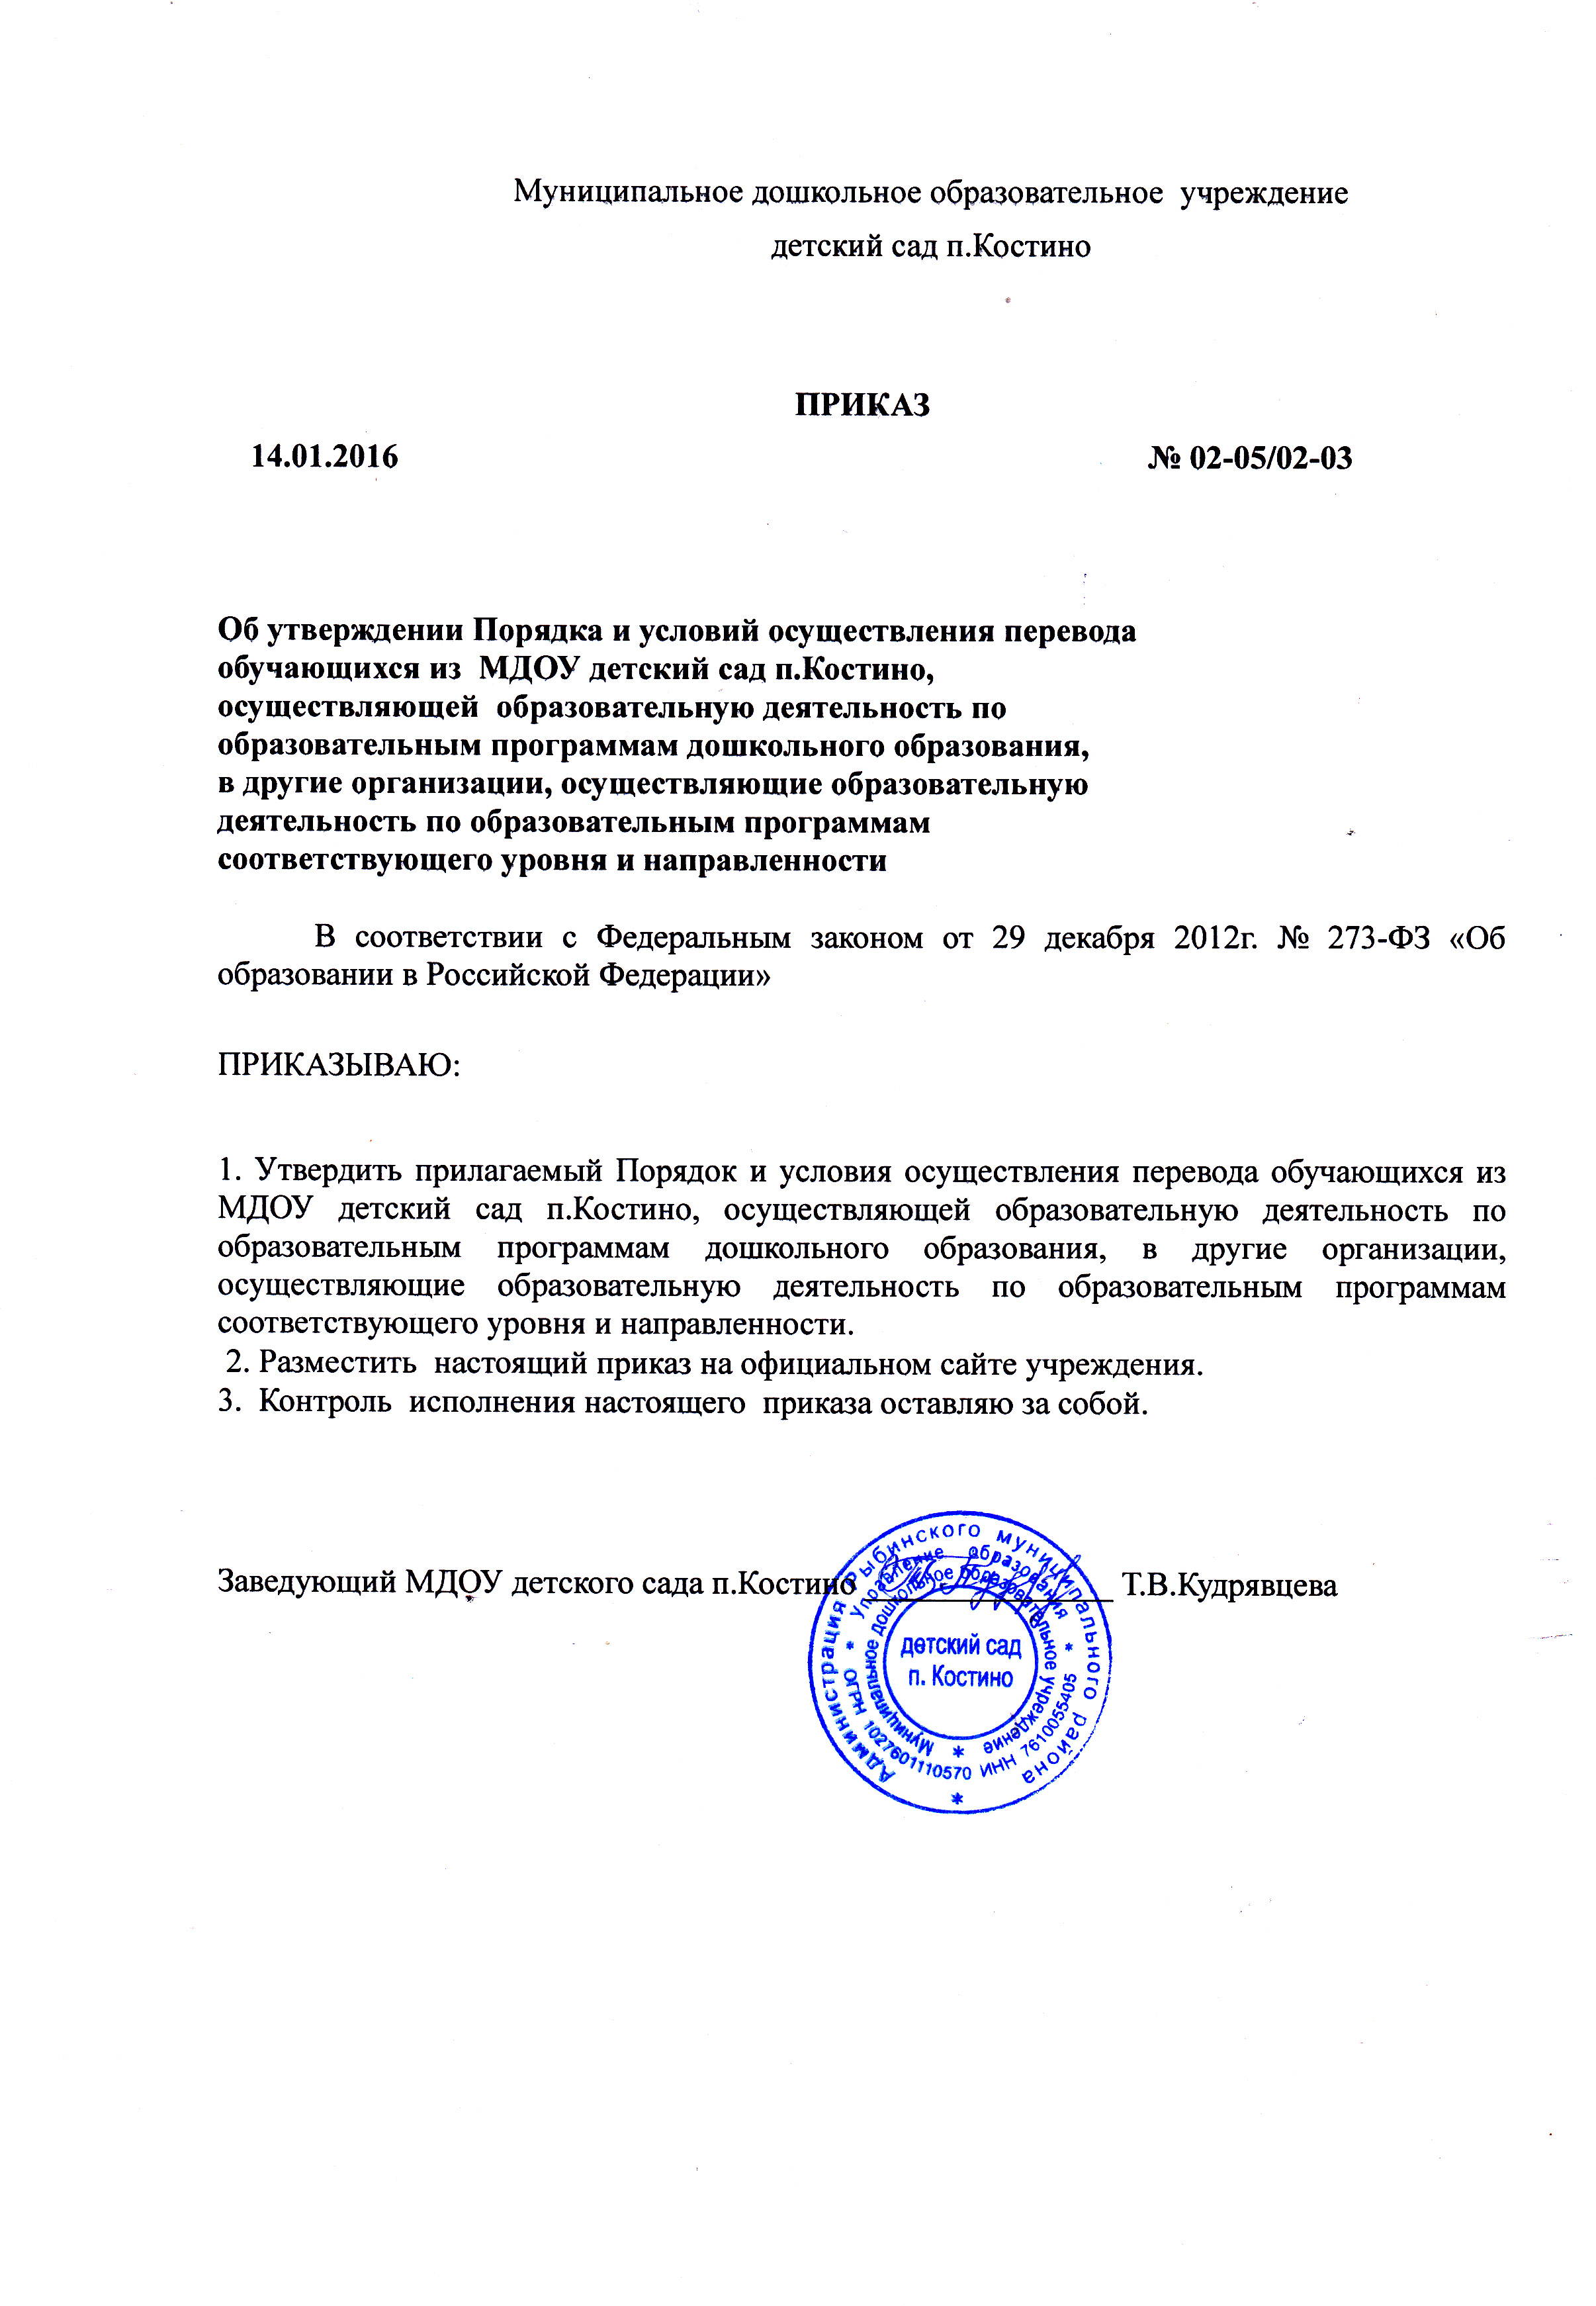 Муниципальное дошкольное образовательное учреждение
детский сад п.Костино
ПРИКАЗ
14.01.2016 № 02-05/02-03
Об утверждении Порядка и условий осуществления перевода
обучающихся из МДОУ детский сад п.Костино,
осуществляющей образовательную деятельность по
образовательным программам дошкольного образования,
в другие организации, осуществляющие образовательную
деятельность по образовательным программам
соответствующего уровня и направленности
В соответствии с Федеральным законом от 29 декабря 2012г. № 273-ФЗ «Об
образовании в Российской Федерации»
ПРИКАЗЫВАЮ:
1. Утвердить прилагаемый Порядок и условия осуществления перевода обучающихся из
МДОУ детский сад п.Костино, осуществляющей образовательную деятельность по
образовательным программам дошкольного образования, в другие организации,
осуществляющие образовательную деятельность по образовательным программам
соответствующего уровня и направленности.
2. Разместить настоящий приказ на официальном сайте учреждения.
3. Контроль исполнения настоящего приказа оставляю за собой.
Заведующий МДОУ детского сада п.Костино Т.В.Кудрявцева
Администрация Рыбинского муниципального района
Управление образования
ОГРН 1027601110570 ИНН 7610055405
Муниципальное дошкольное образовательное учреждение
детский сад
п. Костино